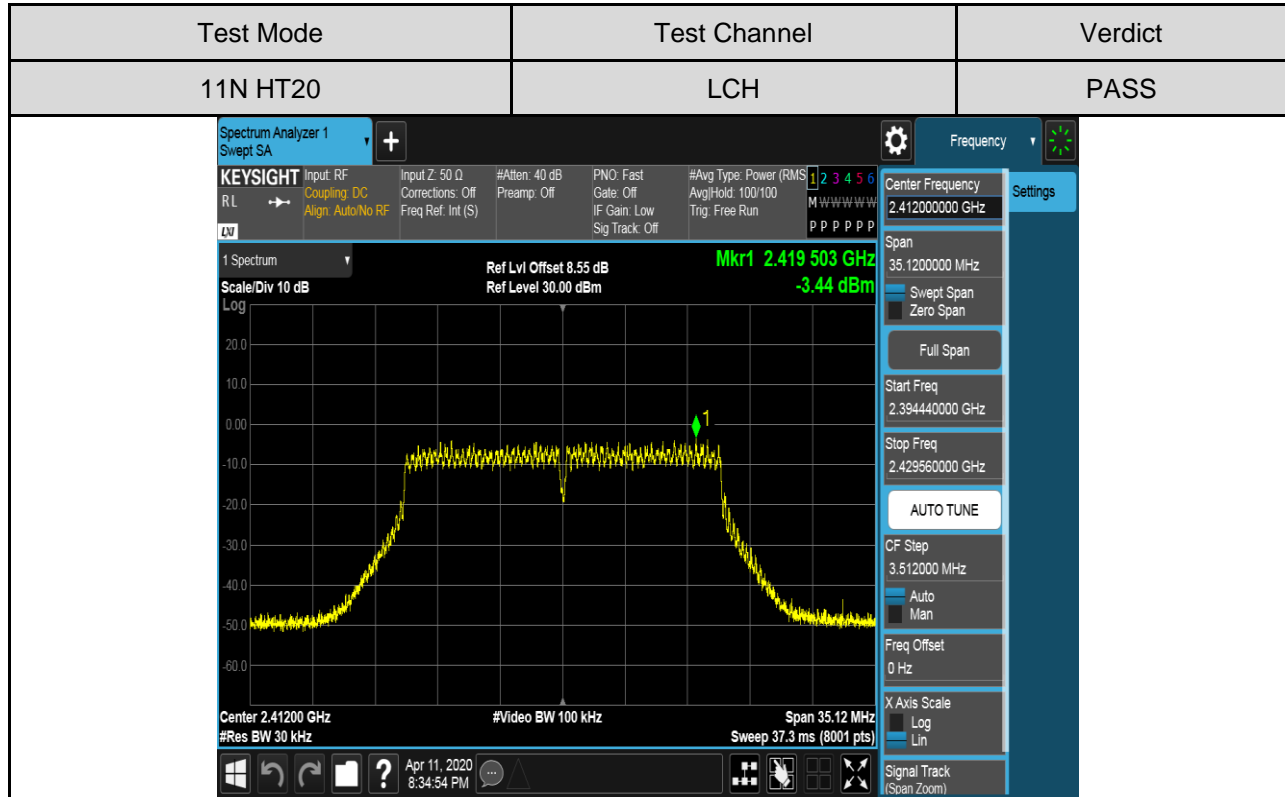 Test Mode Test Channel Verdict
11N HT20 LCH PASS
Spectrum Analyzer 1
Swept SA
+
Frequency
KEYSIGHT
RL
LXI
Input: RF
Coupling: DC
Align: Auto/No RF
Input Z: 50 Ω
Corrections: Off
Freq Ref: Int (S)
#Atten: 40 dB
Preamp: Off
PNO: Fast
Gate: Off
IF Gain: Low
Sig Track: Off
#Avg Type: Power (RMS
Avg|Hold: 100/100
Trig: Free Run
1 2 3 4 5 6
M W W W W W
P P P P P P
1 Spectrum
Scale/Div 10 dB
Ref Lvl Offset 8.55 dB
Ref Level 30.00 dBm
Mkr1 2.419 503 GHz
-3.44 dBm
Log
20.0
10.0
0.00
-10.0
-20.0
-30.0
-40.0
-50.0
-60.0
1
Center 2.41200 GHz
#Res BW 30 kHz
#Video BW 100 kHz
Span 35.12 MHz
Sweep 37.3 ms (8001 pts)
?
Apr 11, 2020
8:34:54 PM
Center Frequency
2.412000000 GHz
Settings
Span
35.1200000 MHz
Swept Span
Zero Span
Full Span
Start Freq
2.394440000 GHz
Stop Freq
2.429560000 GHz
AUTO TUNE
CF Step
3.512000 MHz
Auto
Man
Freq Offset
0 Hz
X Axis Scale
Log
Lin
Signal Track
(Span Zoom)